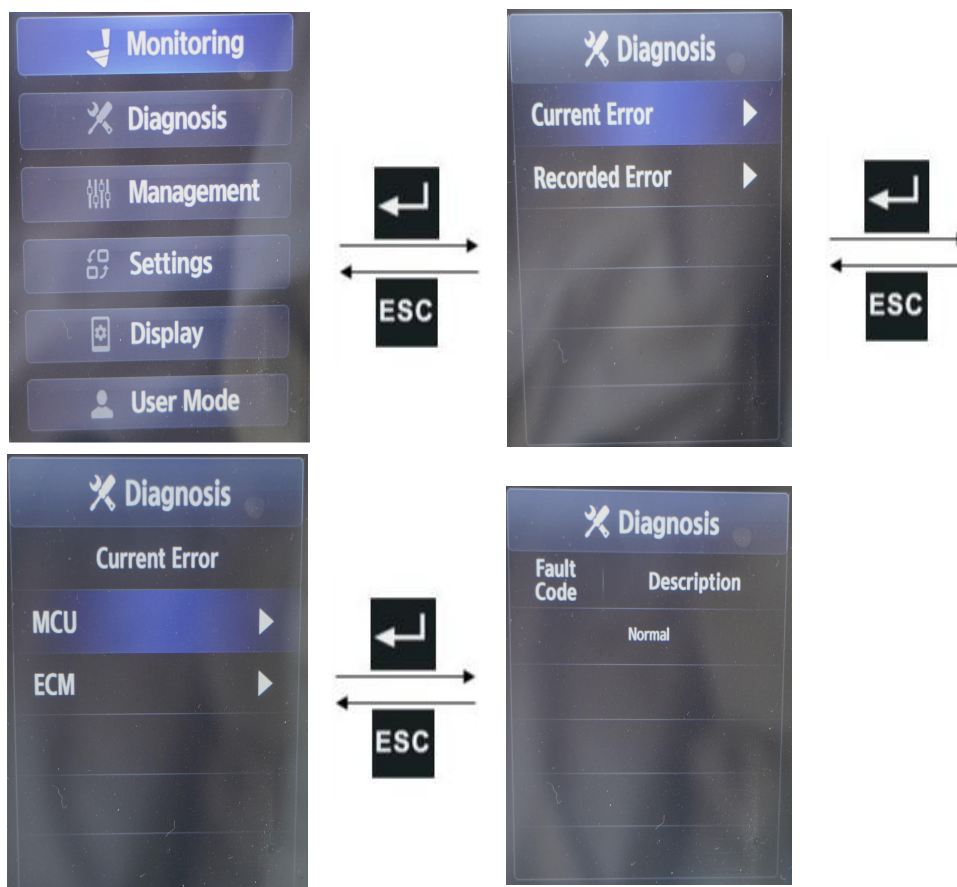 Monitoring
Diagnosis
Management
Settings
Display
User Mode
ESC
Diagnosis
Current Error
Recorded Error
ESC
Diagnosis
Current Error
MCU
ECM
ESC
Diagnosis
Fault Code
Description
Normal